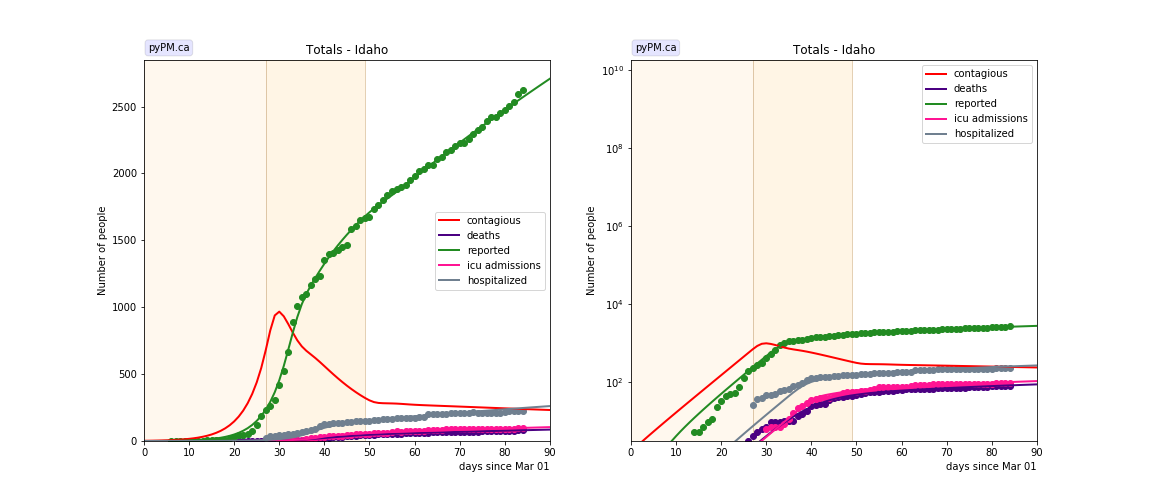 pyPM.ca
Totals - Idaho
Number of people
2500
2000
1500
1000
500
0
contagious
deaths
reported
icu admissions
hospitalized
0 10 20 30 40 50 60 70 80 90
days since Mar 01
pyPM.ca
Totals - Idaho
Number of people
10^10
10^8
10^6
10^4
10^2
contagious
deaths
reported
icu admissions
hospitalized
0 10 20 30 40 50 60 70 80 90
days since Mar 01